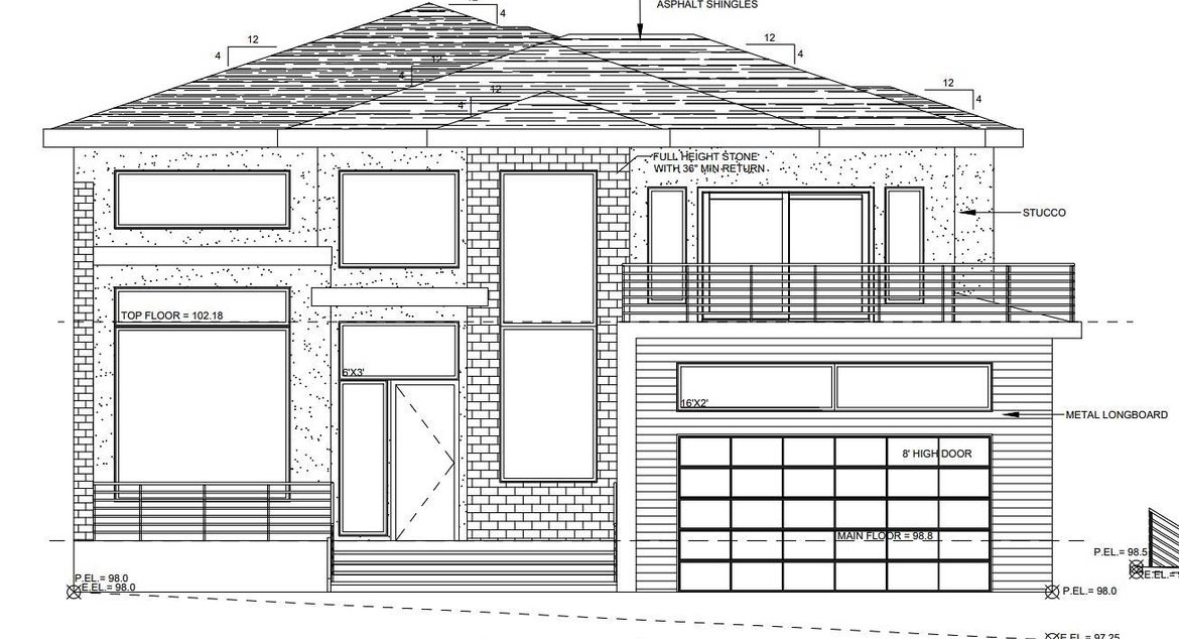 ASPHALT SHINGLES
12
4
12
4
12
4
12
4
12
4
12
4
FULL HEIGHT STONE
WITH 36" MIN RETURN
STUCCO
TOP FLOOR = 102.18
6'X3'
16'X2'
METAL LONGBOARD
8' HIGH DOOR
MAIN FLOOR = 98.8
P.EL.= 98.5
E.EL.=
P.EL.= 98.0
E.EL.= 98.0
P.EL.= 98.0
E.EL.= 97.25